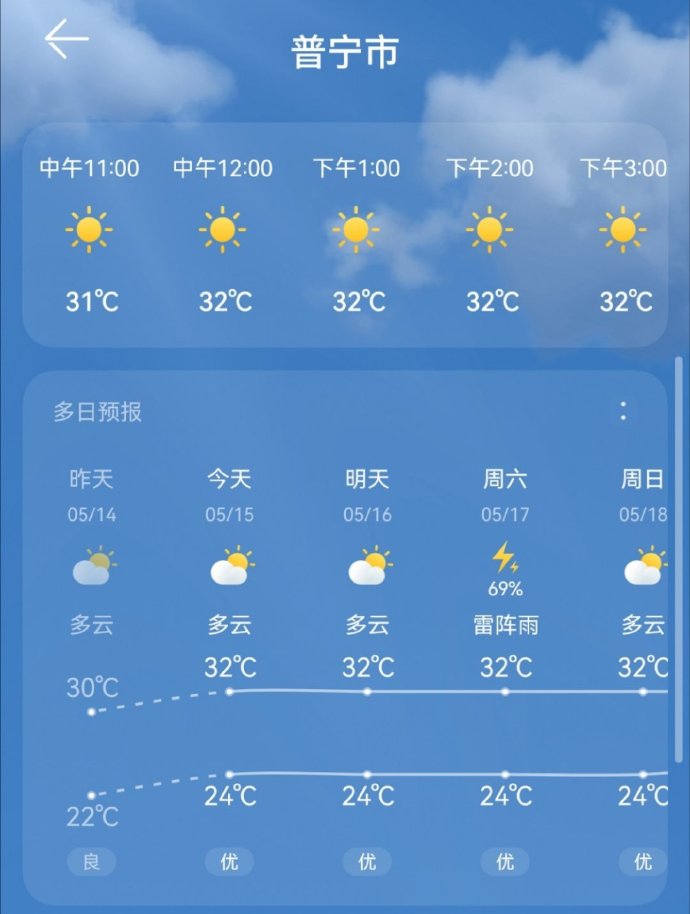 普宁市
中午11:00 中午12:00 下午1:00 下午2:00 下午3:00
31℃ 32℃ 32℃ 32℃ 32℃
多日预报
昨天 今天 明天 周六 周日
05/14 05/15 05/16 05/17 05/18
69%
多云 多云 多云 雷阵雨 多云
30℃ 32℃ 32℃ 32℃ 32℃
22℃ 24℃ 24℃ 24℃ 24℃
良 优 优 优 优